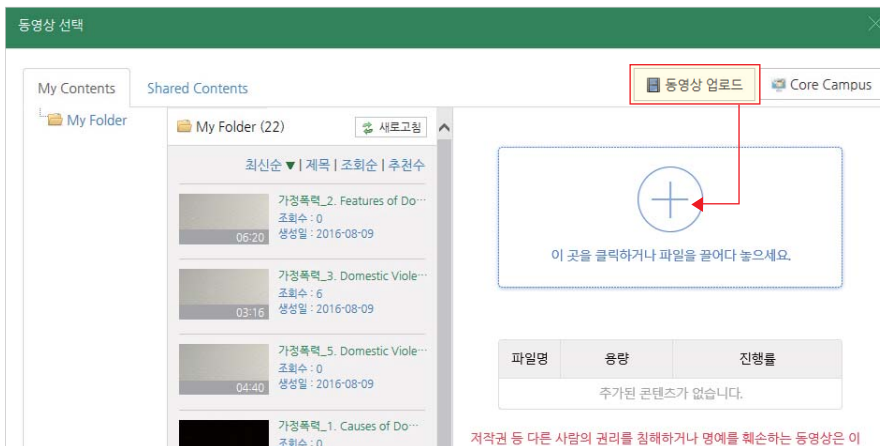 동영상 선택
My Contents
Shared Contents
동영상 업로드
Core Campus
My Folder
My Folder (22)
새로고침
최신순 ▼ | 제목 | 조회순 | 추천수
가정폭력_2. Features of Do…
조회수 : 0
생성일 : 2016-08-09
06:20
가정폭력_3. Domestic Viole…
조회수 : 6
생성일 : 2016-08-09
03:16
가정폭력_5. Domestic Viole…
조회수 : 0
생성일 : 2016-08-09
04:40
가정폭력_1. Causes of Do…
조회수 : 0
이 곳을 클릭하거나 파일을 끌어다 놓으세요.
파일명 용량 진행률
추가된 콘텐츠가 없습니다.
저작권 등 다른 사람의 권리를 침해하거나 명예를 훼손하는 동영상은 이